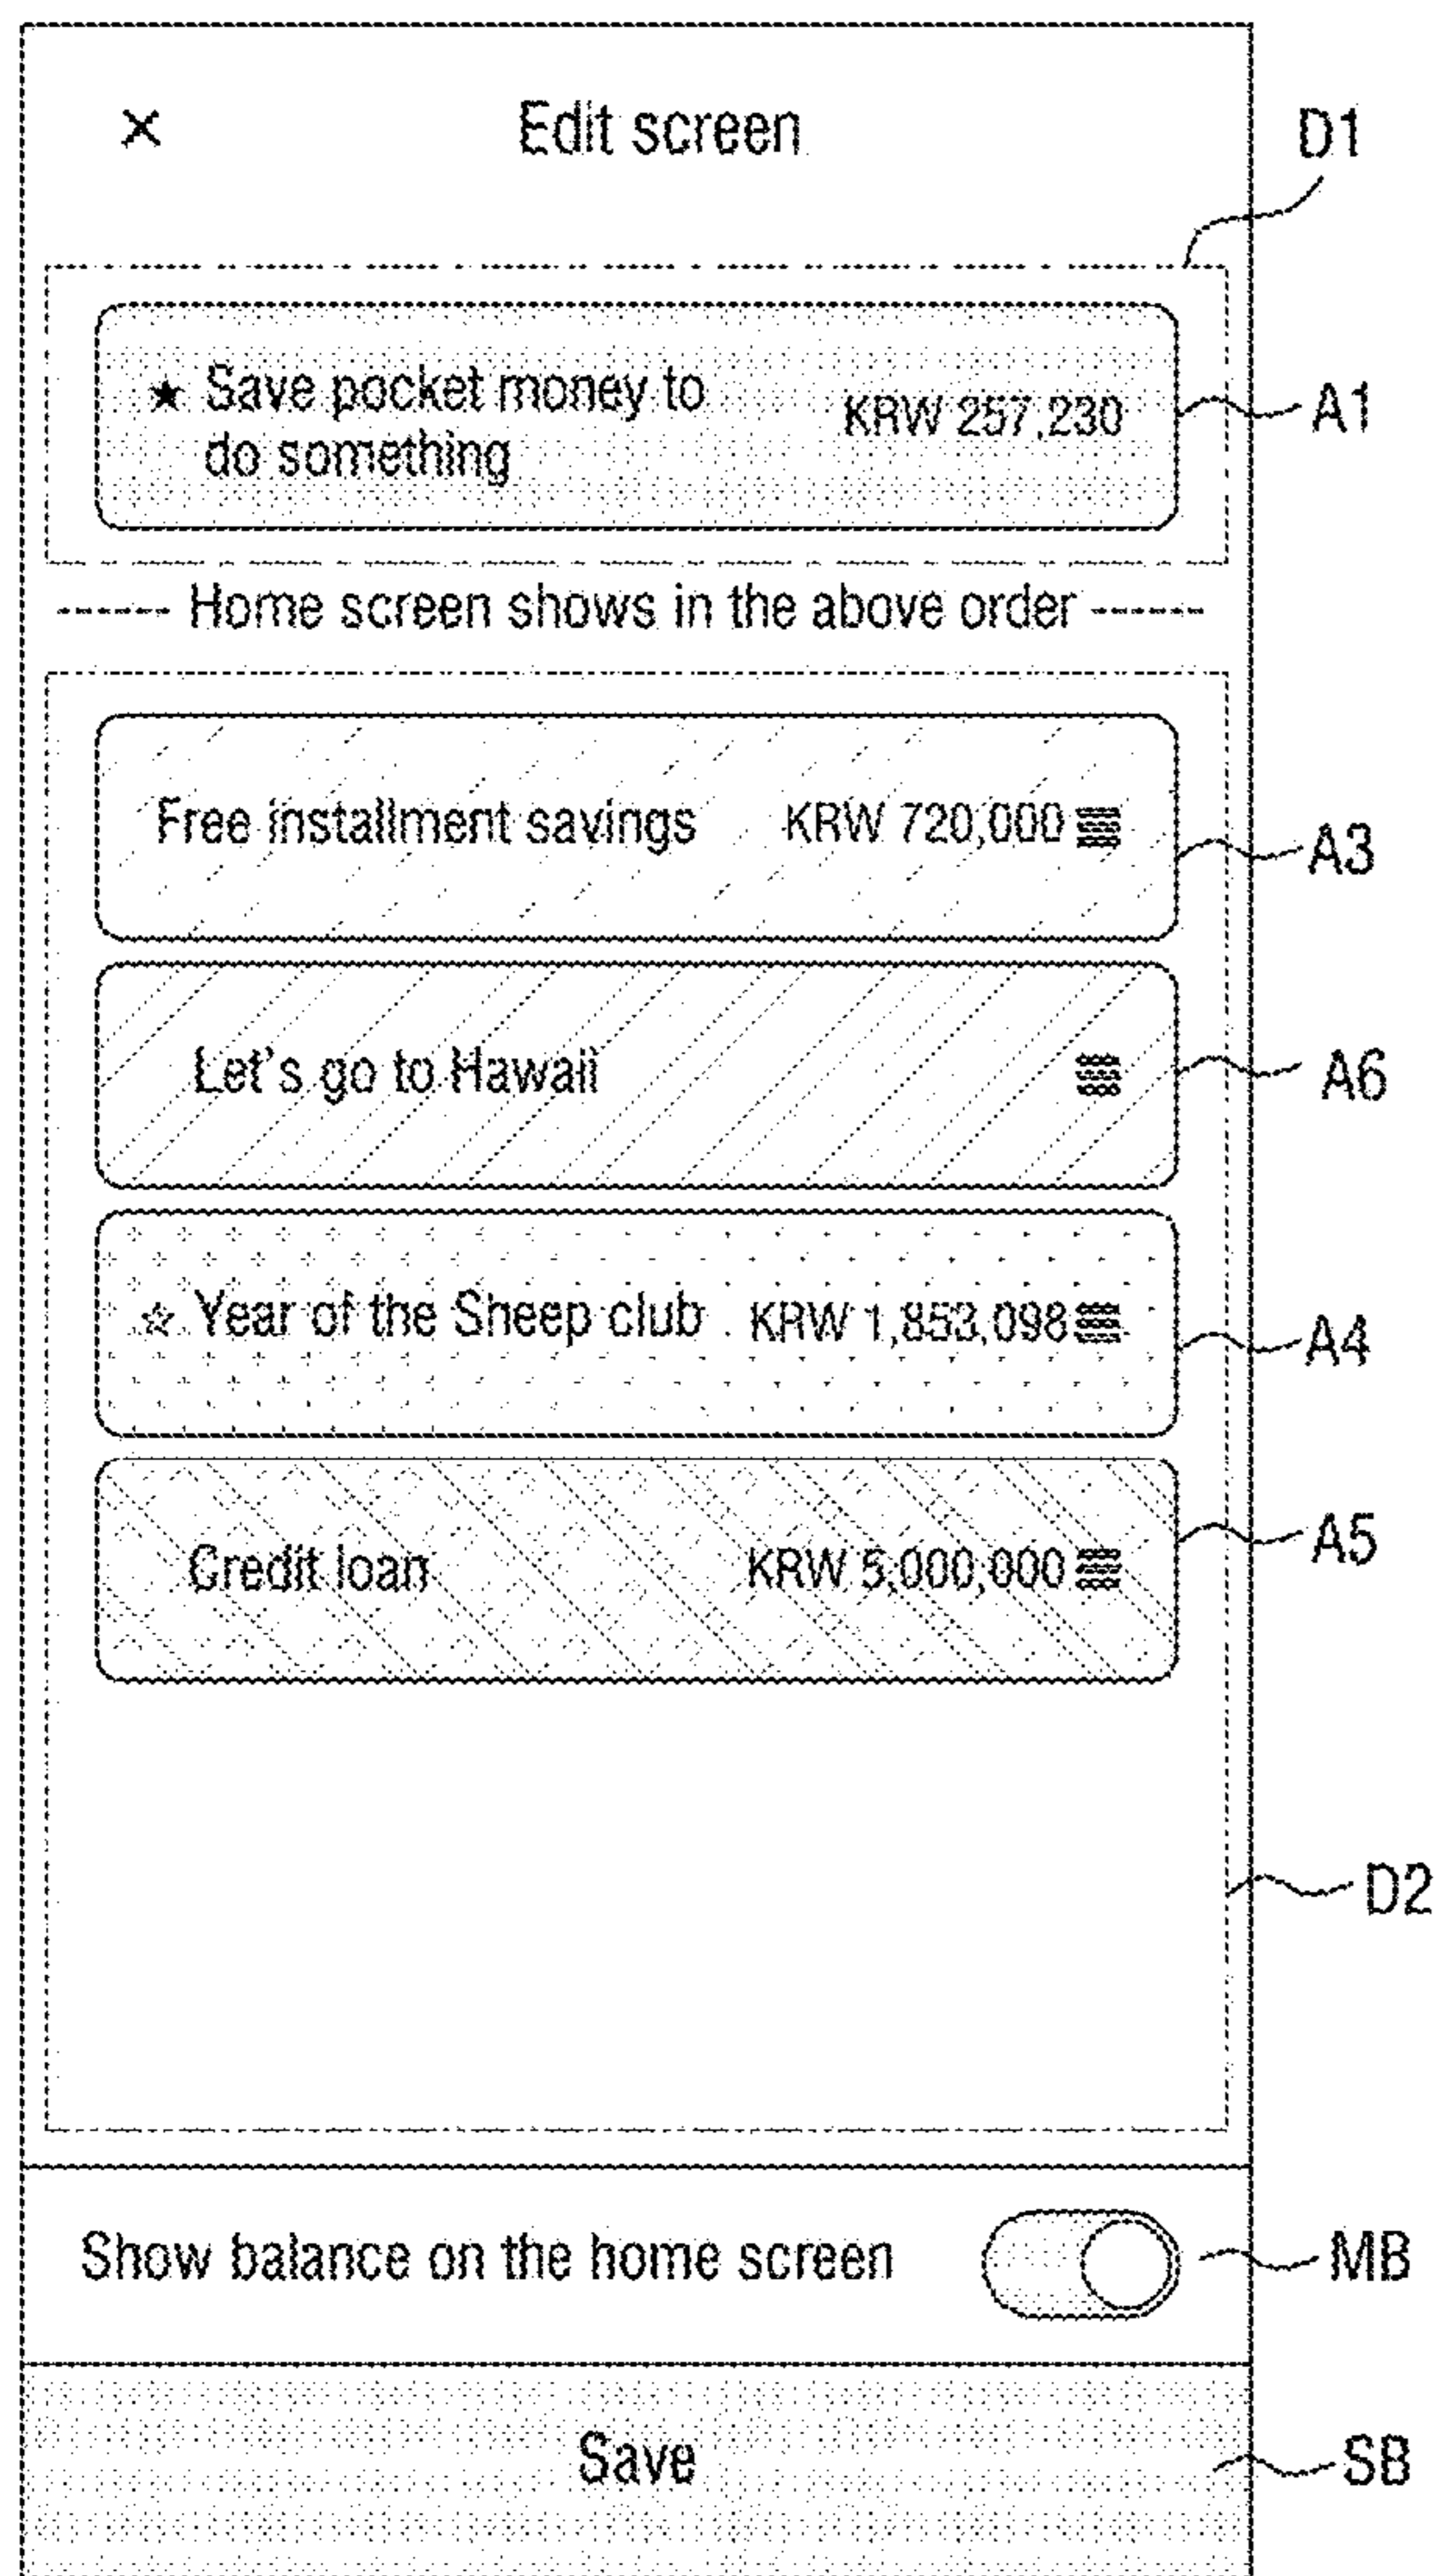 × Edit screen
D1
★ Save pocket money to
do something
KRW 257,230
A1
Home screen shows in the above order
Free installment savings KRW 720,000
A3
Let's go to Hawaii
A6
☆ Year of the Sheep club KRW 1,853,098
A4
Credit loan KRW 5,000,000
A5
D2
Show balance on the home screen
MB
Save
SB